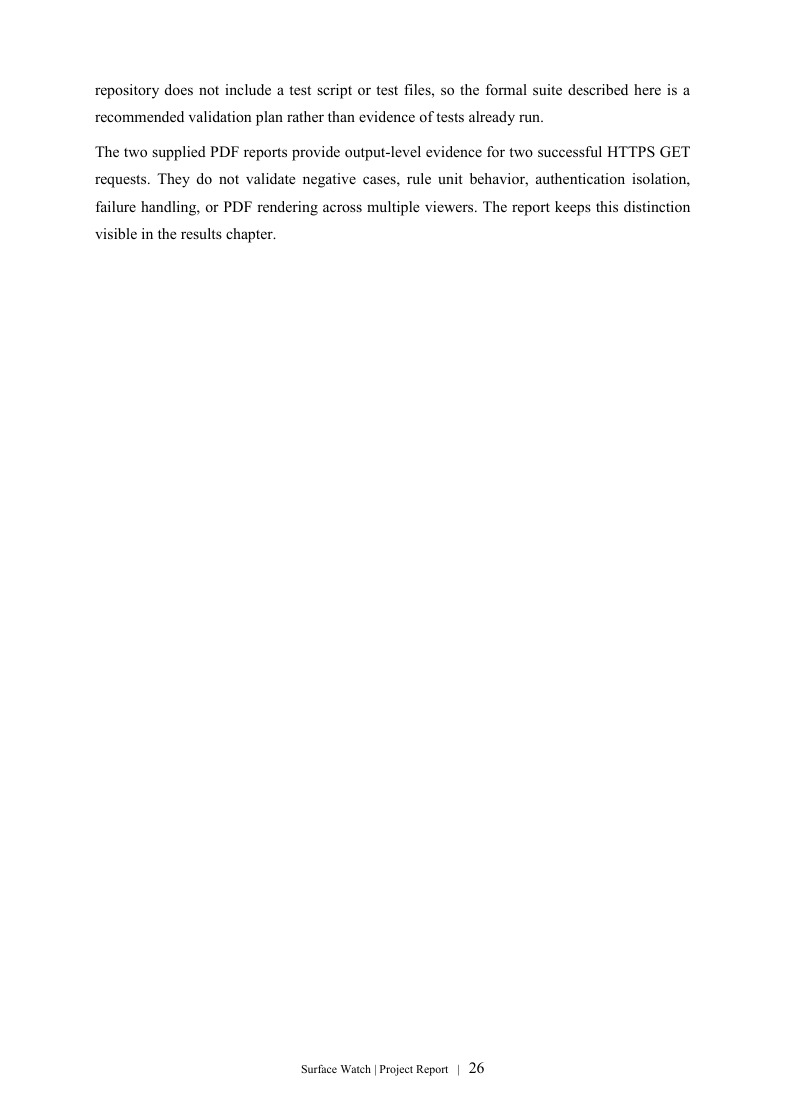 repository does not include a test script or test files, so the formal suite described here is a
recommended validation plan rather than evidence of tests already run.
The two supplied PDF reports provide output-level evidence for two successful HTTPS GET
requests. They do not validate negative cases, rule unit behavior, authentication isolation,
failure handling, or PDF rendering across multiple viewers. The report keeps this distinction
visible in the results chapter.
Surface Watch | Project Report | 26